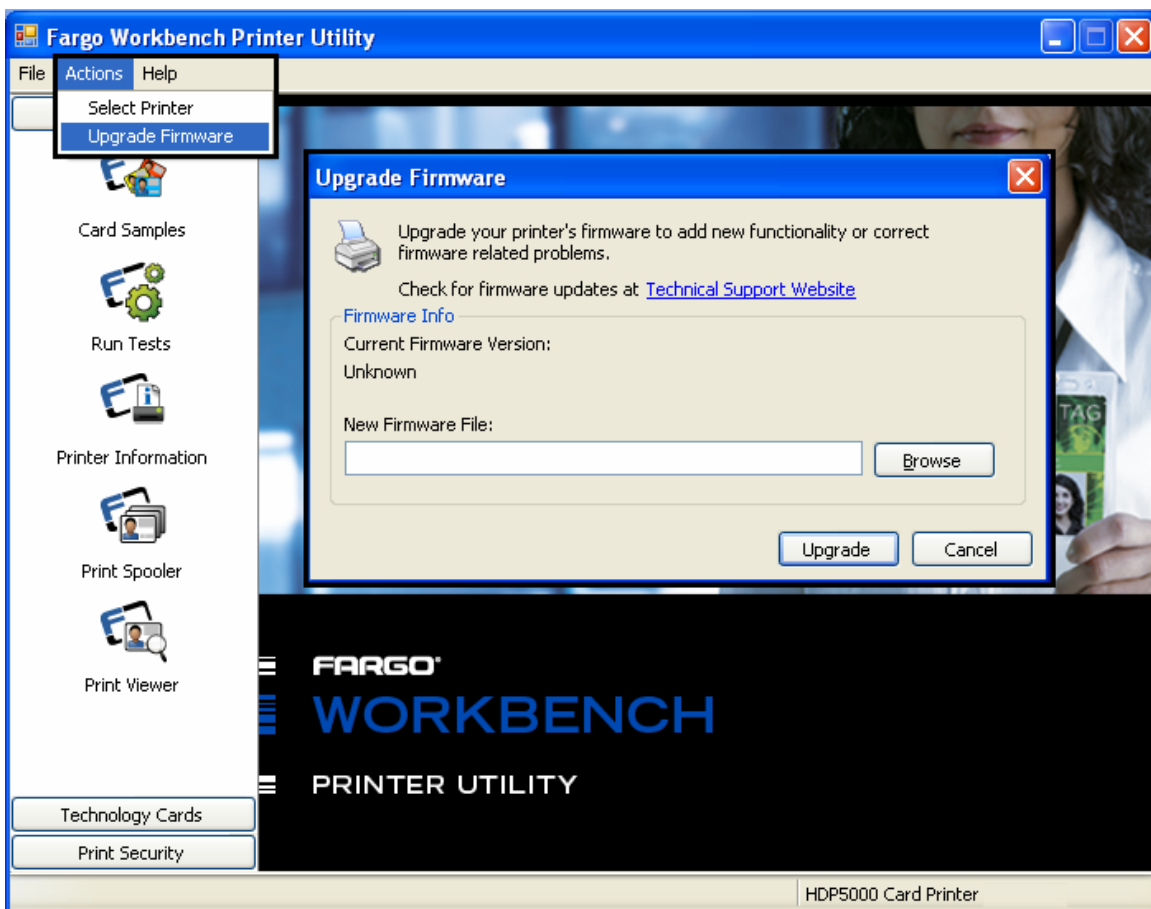 Fargo Workbench Printer Utility
File Actions Help
Select Printer
Upgrade Firmware
Card Samples
Run Tests
Printer Information
Print Spooler
Print Viewer
Technology Cards
Print Security
Upgrade Firmware
Upgrade your printer's firmware to add new functionality or correct
firmware related problems.
Check for firmware updates at Technical Support Website
Firmware Info
Current Firmware Version:
Unknown
New Firmware File:
Browse
Upgrade Cancel
TAG
FARGO®
WORKBENCH
PRINTER UTILITY
HDP5000 Card Printer